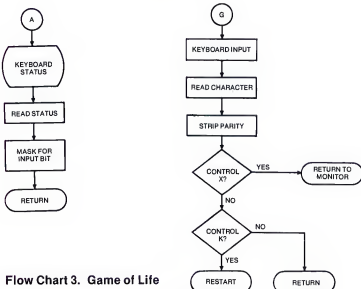 A
KEYBOARD
STATUS
READ STATUS
MASK FOR
INPUT BIT
RETURN
G
KEYBOARD INPUT
READ CHARACTER
STRIP PARITY
CONTROL
X?
YES
RETURN TO
MONITOR
NO
CONTROL
K?
NO
YES
RESTART
RETURN
Flow Chart 3. Game of Life